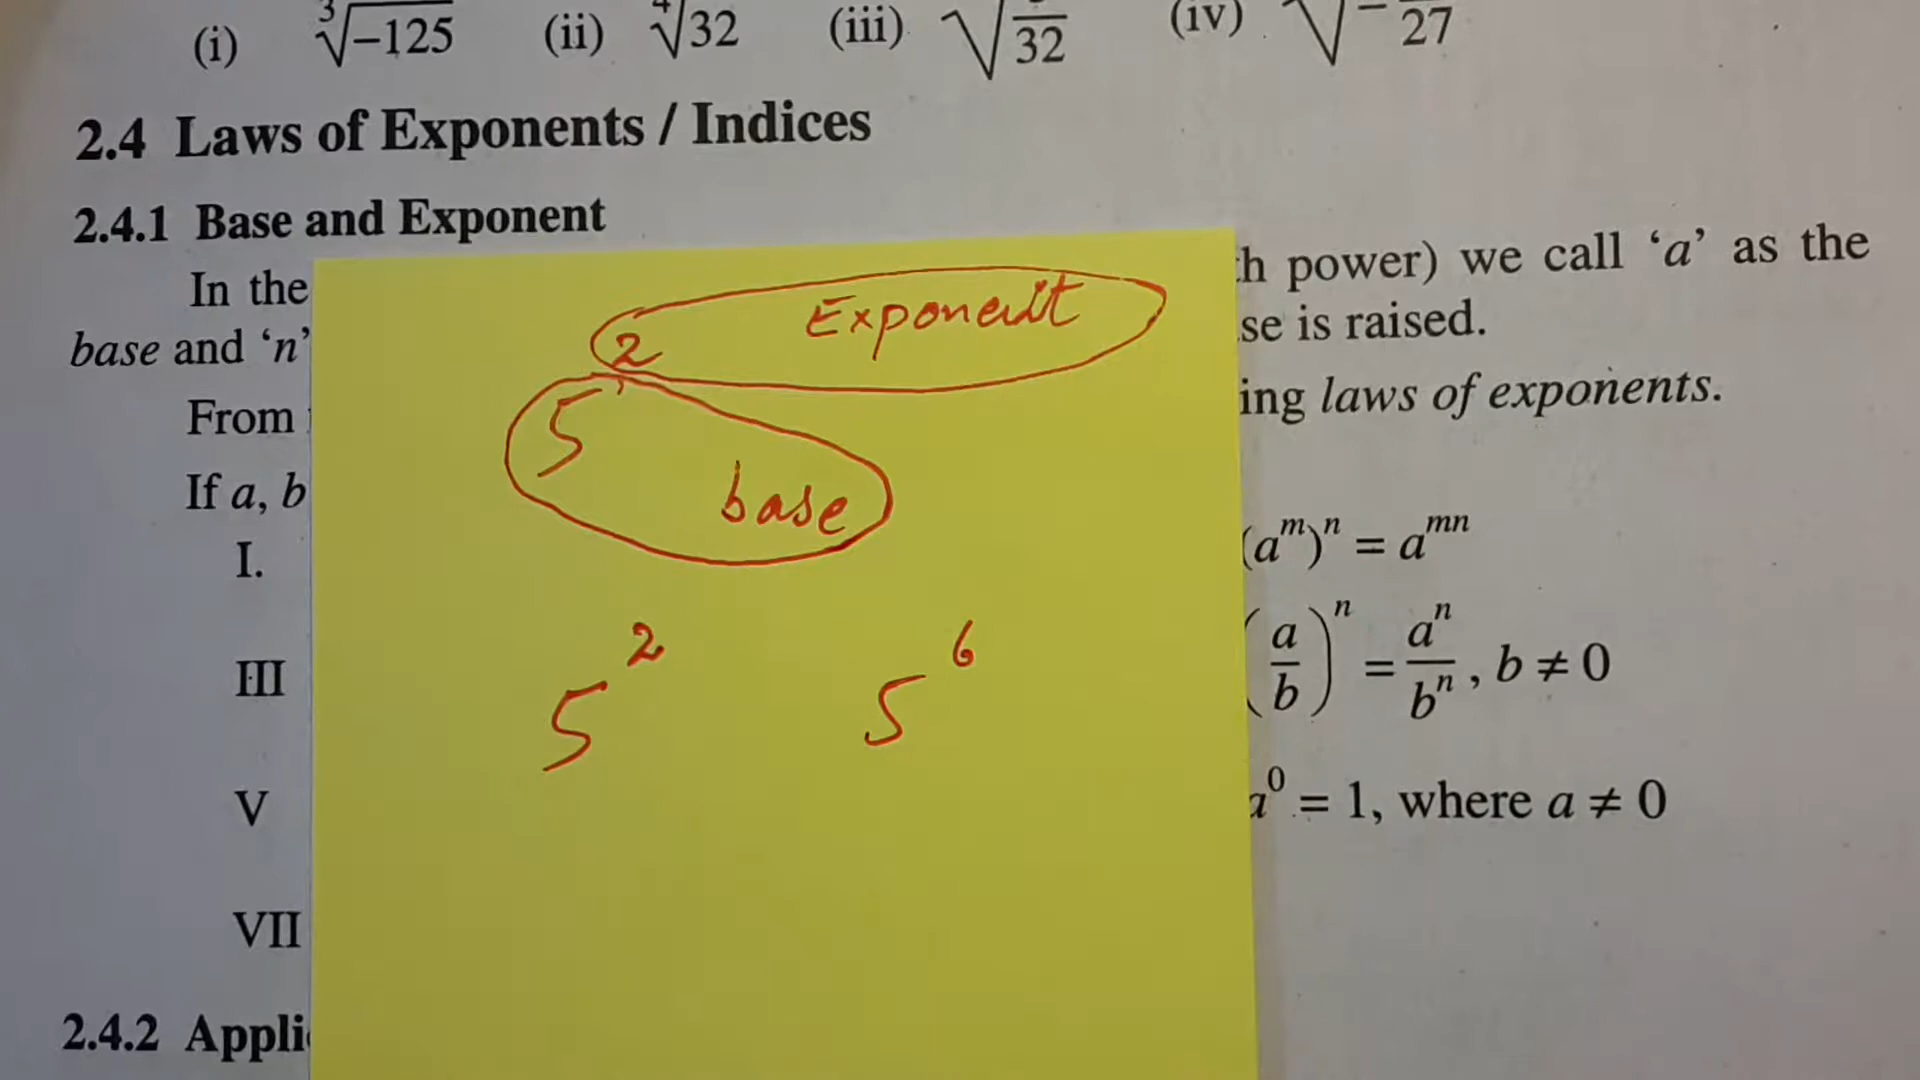 (i) ∛−125 (ii) ∜32 (iii) √ 32 (iv) √− 27
2.4 Laws of Exponents / Indices
2.4.1 Base and Exponent
In the h power) we call ‘a’ as the
base and ‘n’ se is raised.
From ing laws of exponents.
If a, b
I. (a^m)^n = a^mn
III (a/b)^n = a^n/b^n , b ≠ 0
V a^0 = 1, where a ≠ 0
VII
2.4.2 Appli
2 Exponent
5 base
5^2 5^6